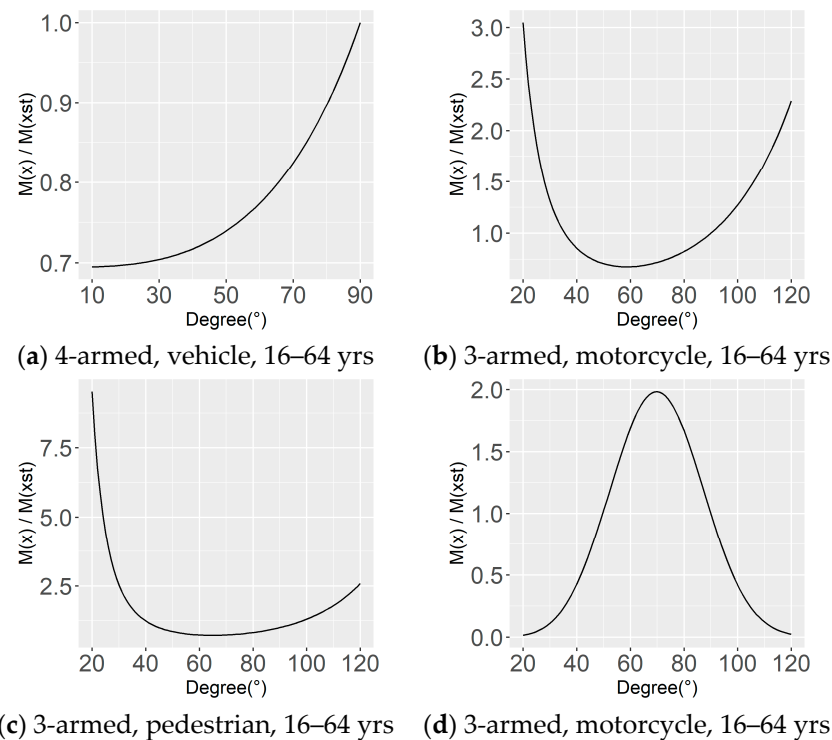 1.0
0.9
0.8
0.7
M(x) / M(xst)
10 30 50 70 90
Degree(°)
(a) 4-armed, vehicle, 16–64 yrs
3.0
2.5
2.0
1.5
1.0
M(x) / M(xst)
20 40 60 80 100 120
Degree(°)
(b) 3-armed, motorcycle, 16–64 yrs
7.5
5.0
2.5
M(x) / M(xst)
20 40 60 80 100 120
Degree(°)
(c) 3-armed, pedestrian, 16–64 yrs
2.0
1.5
1.0
0.5
0.0
M(x) / M(xst)
20 40 60 80 100 120
Degree(°)
(d) 3-armed, motorcycle, 16–64 yrs